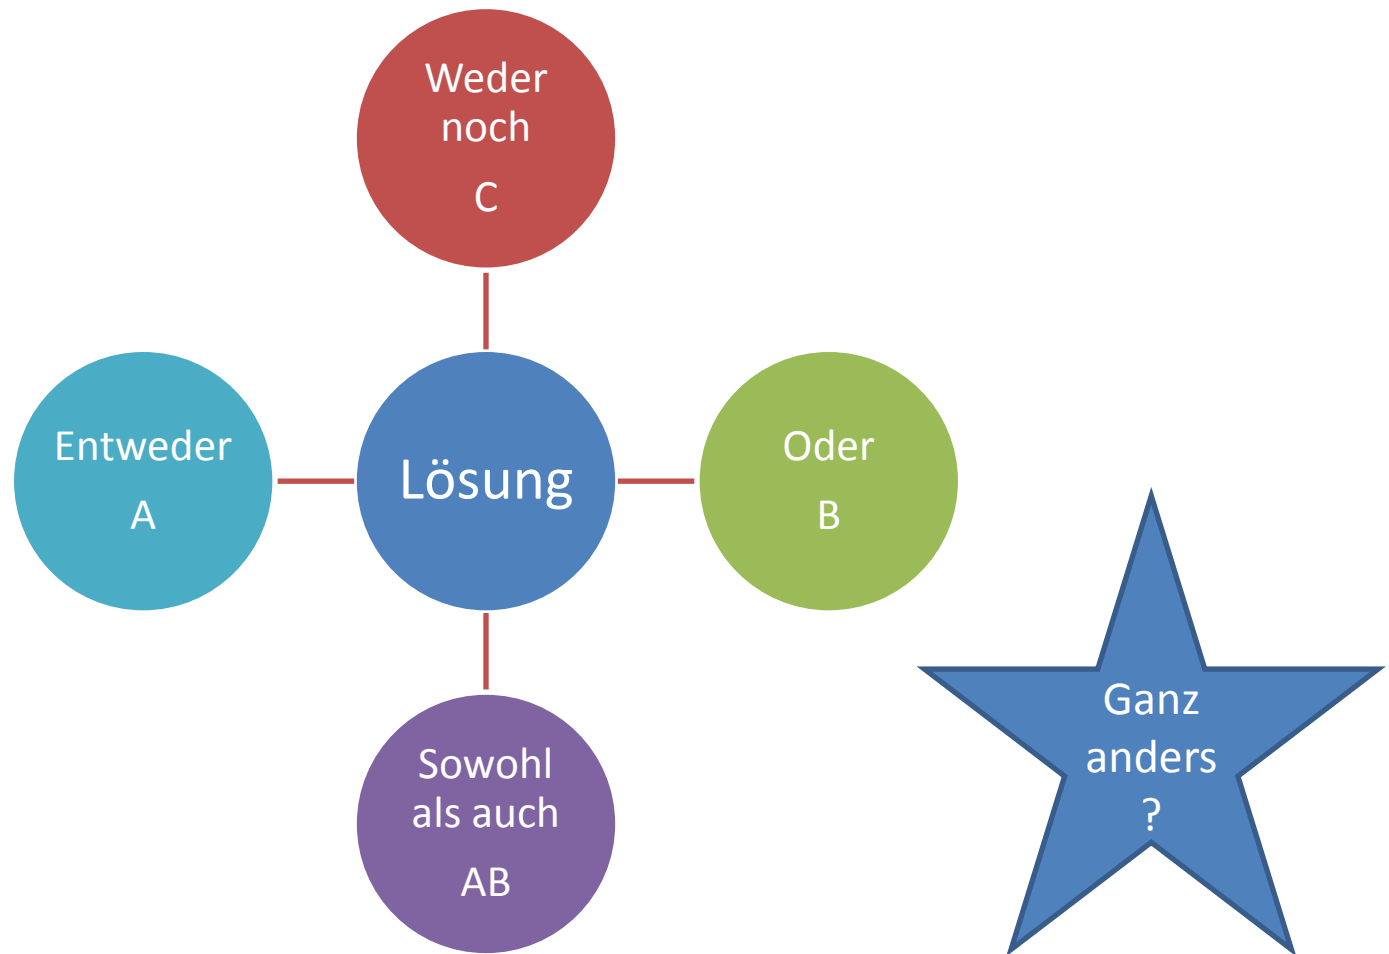 Weder
noch
C
Entweder
A
Lösung
Oder
B
Sowohl
als auch
AB
Ganz
anders
?